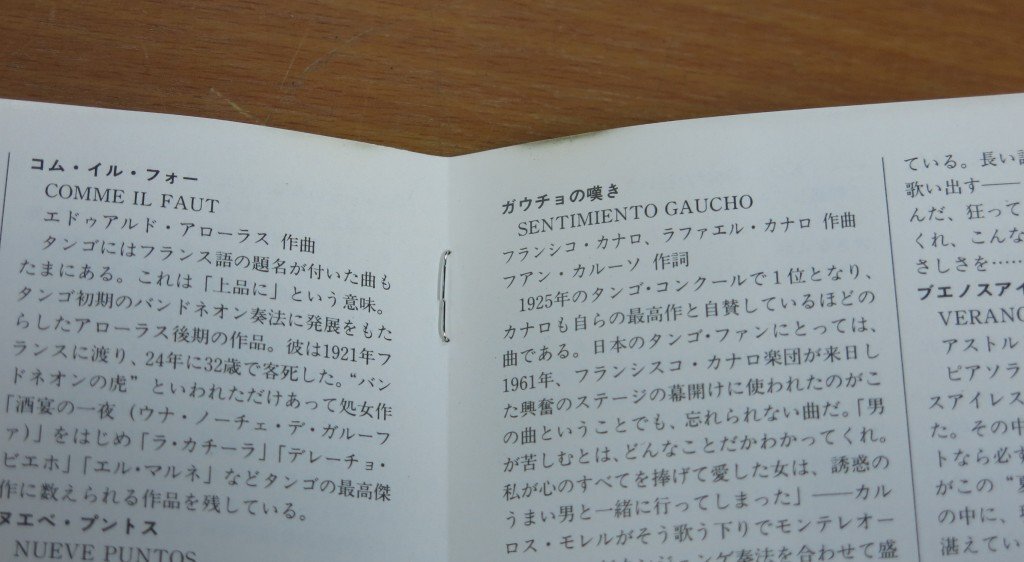 コム・イル・フォー
COMME IL FAUT
エドゥアルド・アローラス 作曲
タンゴにはフランス語の題名が付いた曲も
たまにある。これは「上品に」という意味。
タンゴ初期のバンドネオン奏法に発展をもた
らしたアローラス後期の作品。彼は1921年フ
ランスに渡り、24年に32歳で客死した。“バン
ドネオンの虎”といわれただけあって処女作
「酒宴の一夜（ウナ・ノーチェ・デ・ガルーフ
ァ）」をはじめ「ラ・カチーラ」「デレーチョ・
ビエホ」「エル・マルネ」などタンゴの最高傑
作に数えられる作品を残している。
ヌエベ・プントス
NUEVE PUNTOS
ガウチョの嘆き
SENTIMIENTO GAUCHO
フランシコ・カナロ、ラファエル・カナロ 作曲
フアン・カルーソ 作詞
1925年のタンゴ・コンクールで１位となり、
カナロも自らの最高作と自賛しているほどの
曲である。日本のタンゴ・ファンにとっては、
1961年、フランシスコ・カナロ楽団が来日し
た興奮のステージの幕開けに使われたのがこ
の曲ということでも、忘れられない曲だ。「男
が苦しむとは、どんなことだかわかってくれ。
私が心のすべてを捧げて愛した女は、誘惑の
うまい男と一緒に行ってしまった」――カル
ロス・モレルがそう歌う下りでモンテレオー
奏法を合わせて盛
ている。長い
歌い出す――
んだ、狂って
くれ、こんな
さしさを……
ブエノスアイ
VERANO
アストル
ピアソラ
スアイレス
た。その中
トなら必ず
がこの“夏
の中に、
湛えてい